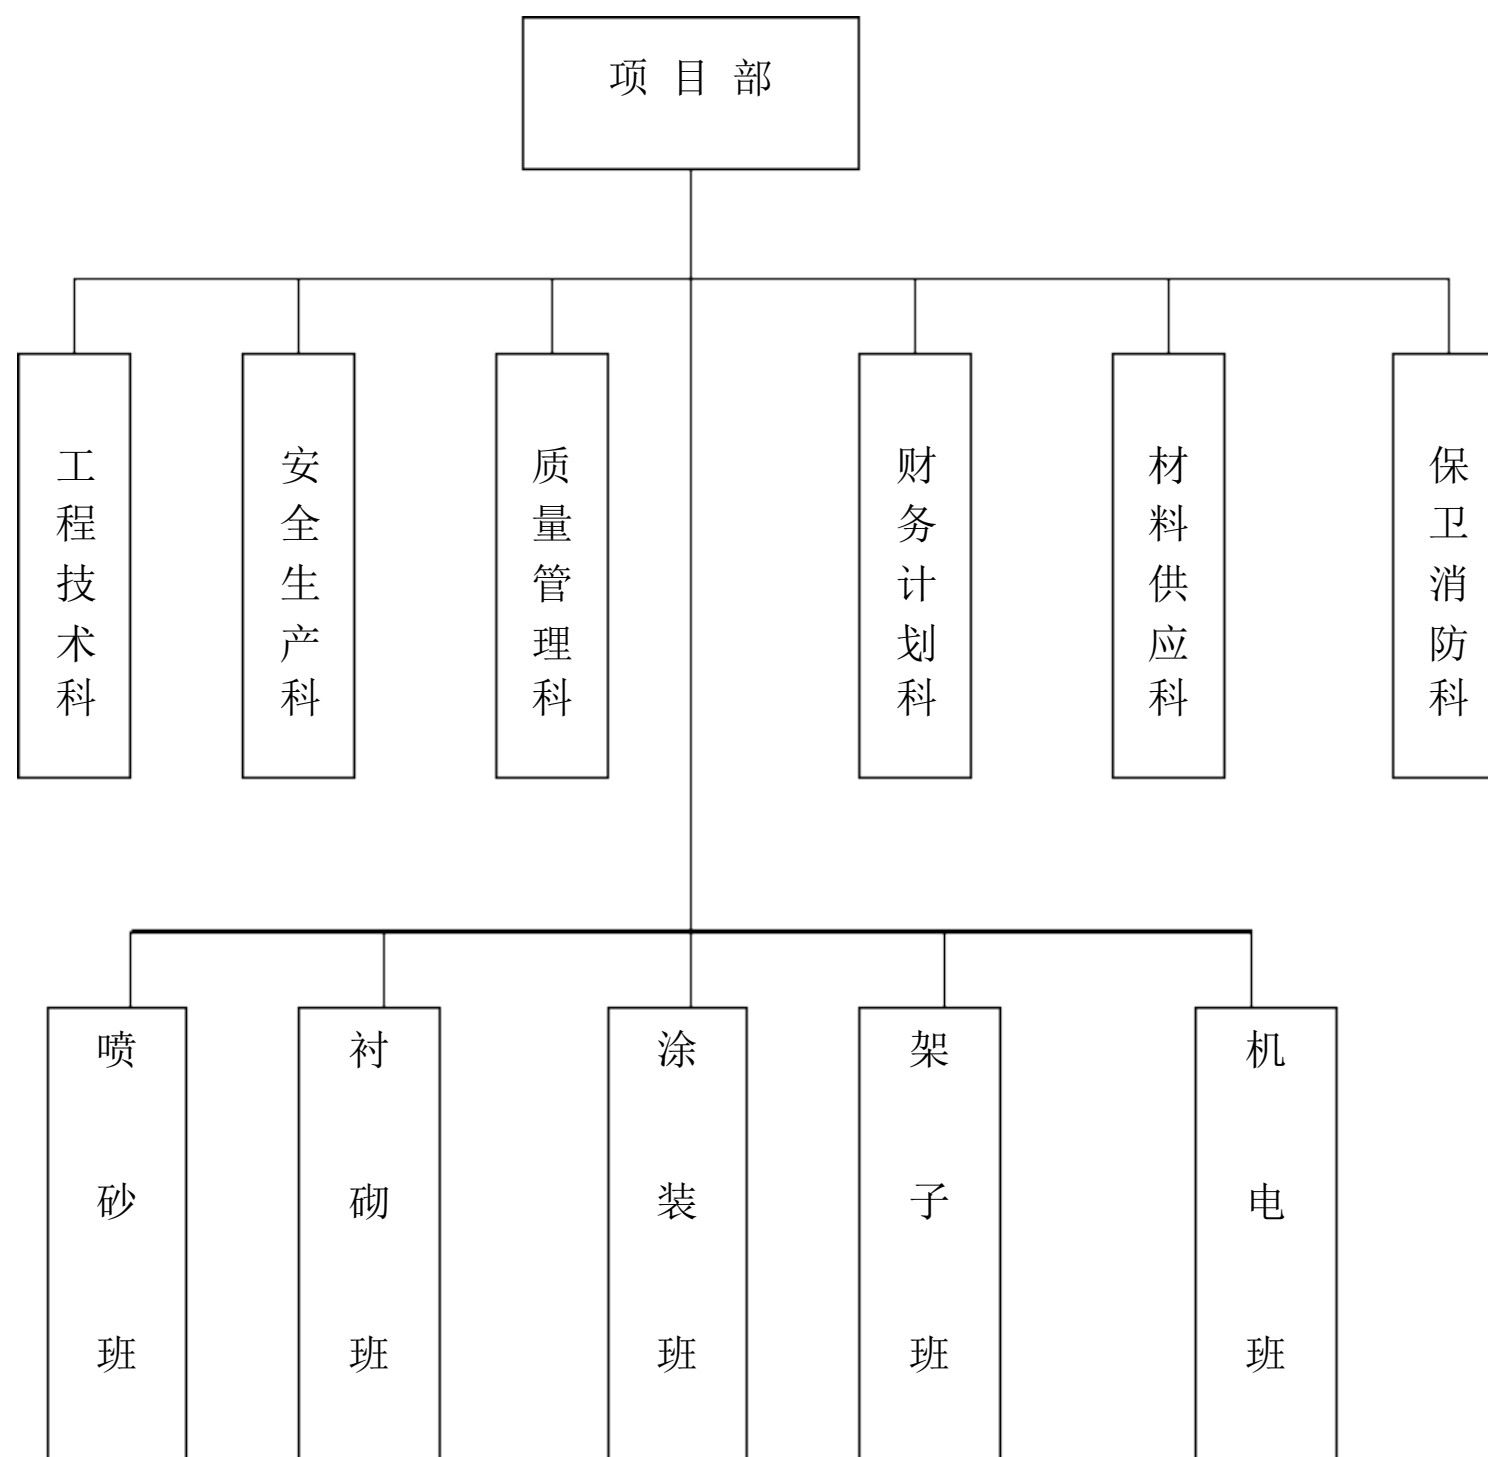 项目部
工程技术科
安全生产科
质量管理科
财务计划科
材料供应科
保卫消防科
喷砂班
衬砌班
涂装班
架子班
机电班